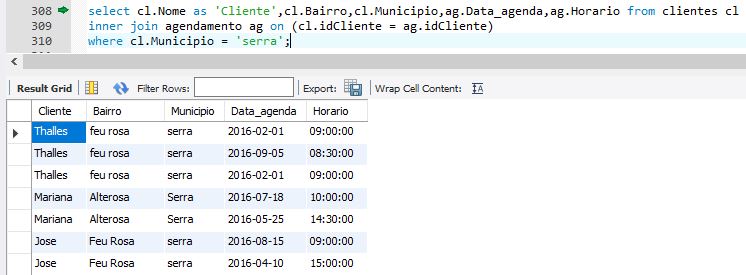 308 select cl.Nome as 'Cliente',cl.Bairro,cl.Municipio,ag.Data_agenda,ag.Horario from clientes cl
309 inner join agendamento ag on (cl.idCliente = ag.idCliente)
310 where cl.Municipio = 'serra';
Result Grid Filter Rows: Export: Wrap Cell Content: IA
Cliente Bairro Municipio Data_agenda Horario
Thalles feu rosa serra 2016-02-01 09:00:00
Thalles feu rosa serra 2016-09-05 08:30:00
Thalles feu rosa serra 2016-02-01 09:00:00
Mariana Alterosa Serra 2016-07-18 10:00:00
Mariana Alterosa Serra 2016-05-25 14:30:00
Jose Feu Rosa serra 2016-08-15 09:00:00
Jose Feu Rosa serra 2016-04-10 15:00:00